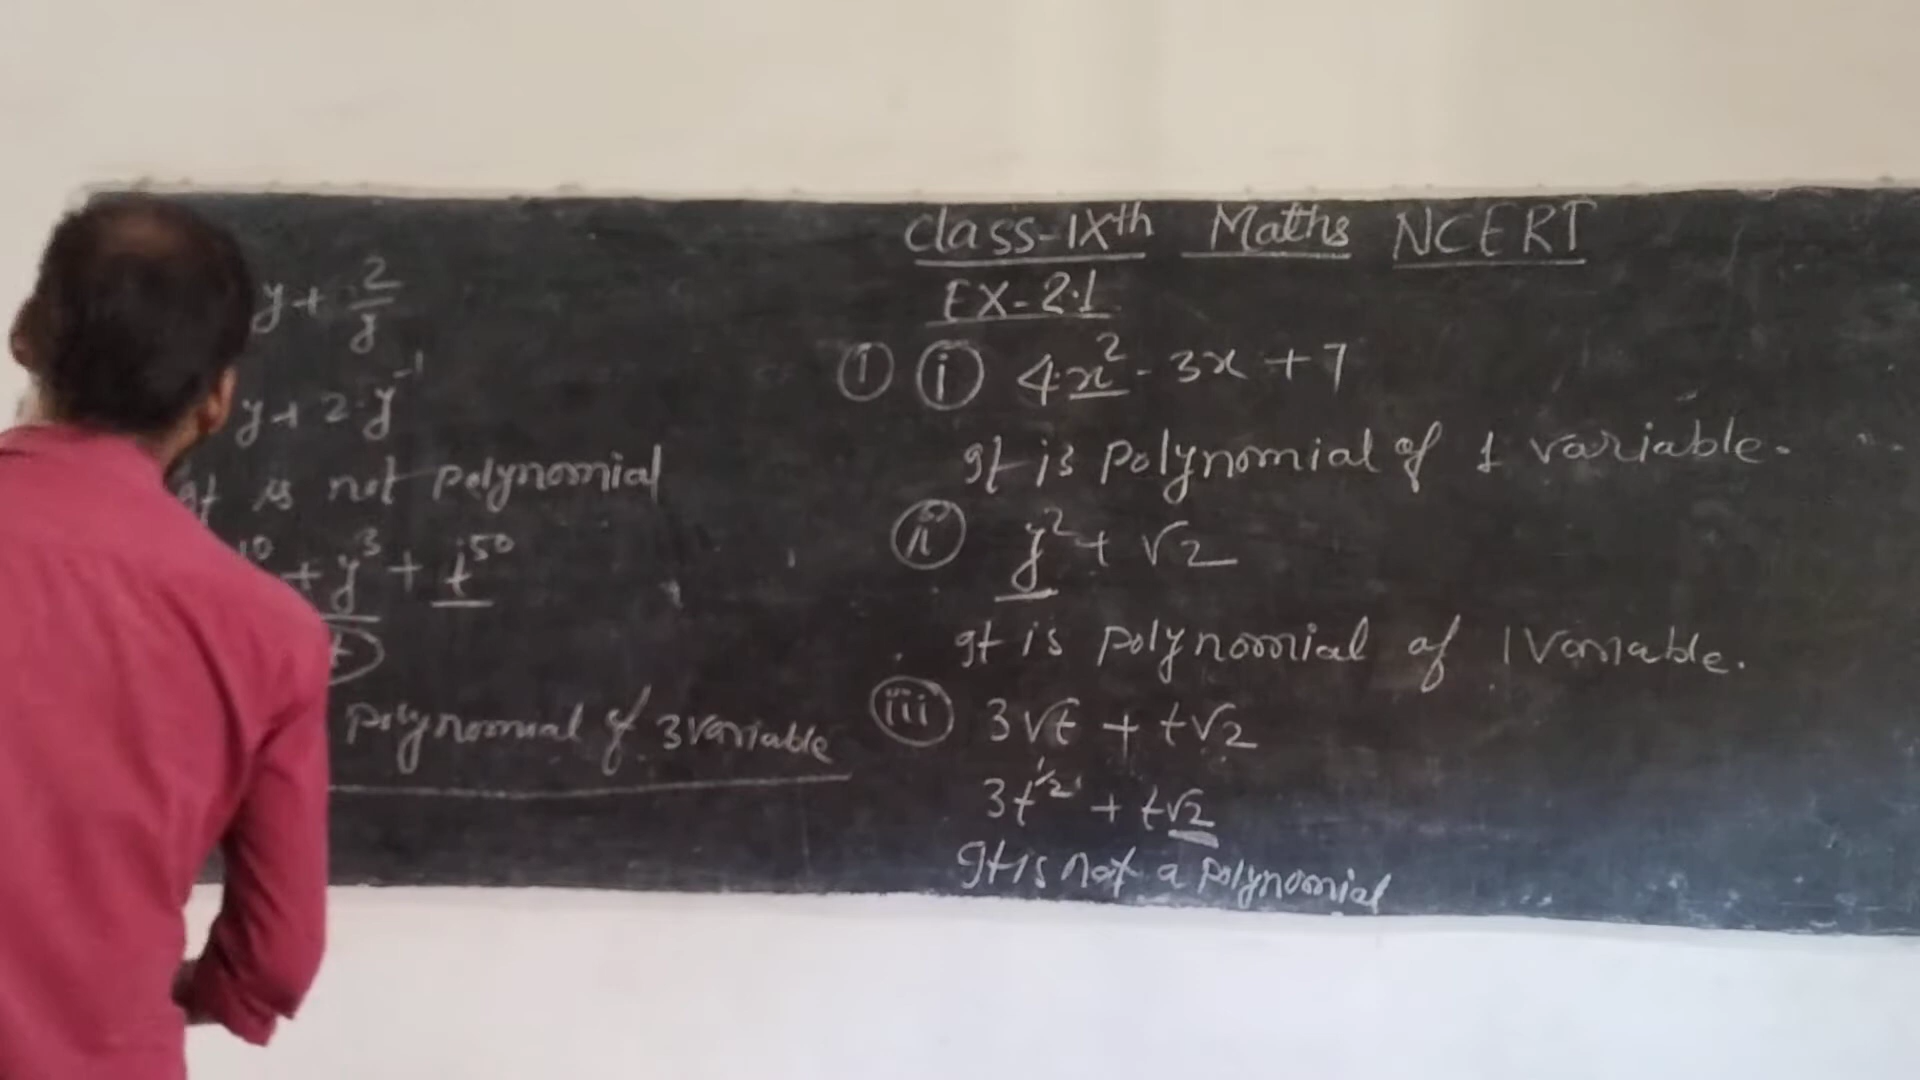 Class-IXth Maths NCERT
EX-2.1
① (i) 4x² - 3x + 7
It is polynomial of 1 variable.
(ii) y² + √2
It is polynomial of 1 variable.
(iii) 3√t + t√2
3t^1/2 + t√2
It is not a polynomial
y + 2/y
y + 2.y⁻¹
It is not polynomial
¹⁰ + y³ + t⁵⁰
polynomial of 3 variable